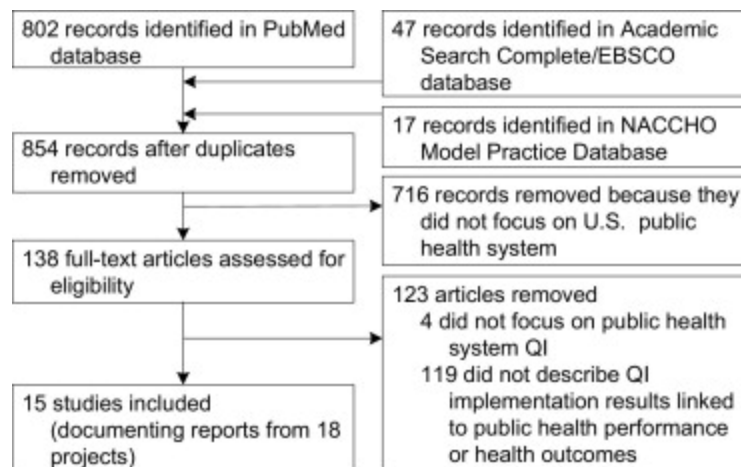 802 records identified in PubMed
database
47 records identified in Academic
Search Complete/EBSCO
database
17 records identified in NACCHO
Model Practice Database
854 records after duplicates
removed
716 records removed because they
did not focus on U.S. public
health system
138 full-text articles assessed for
eligibility
123 articles removed
4 did not focus on public health
system QI
119 did not describe QI
implementation results linked
to public health performance
or health outcomes
15 studies included
(documenting reports from 18
projects)